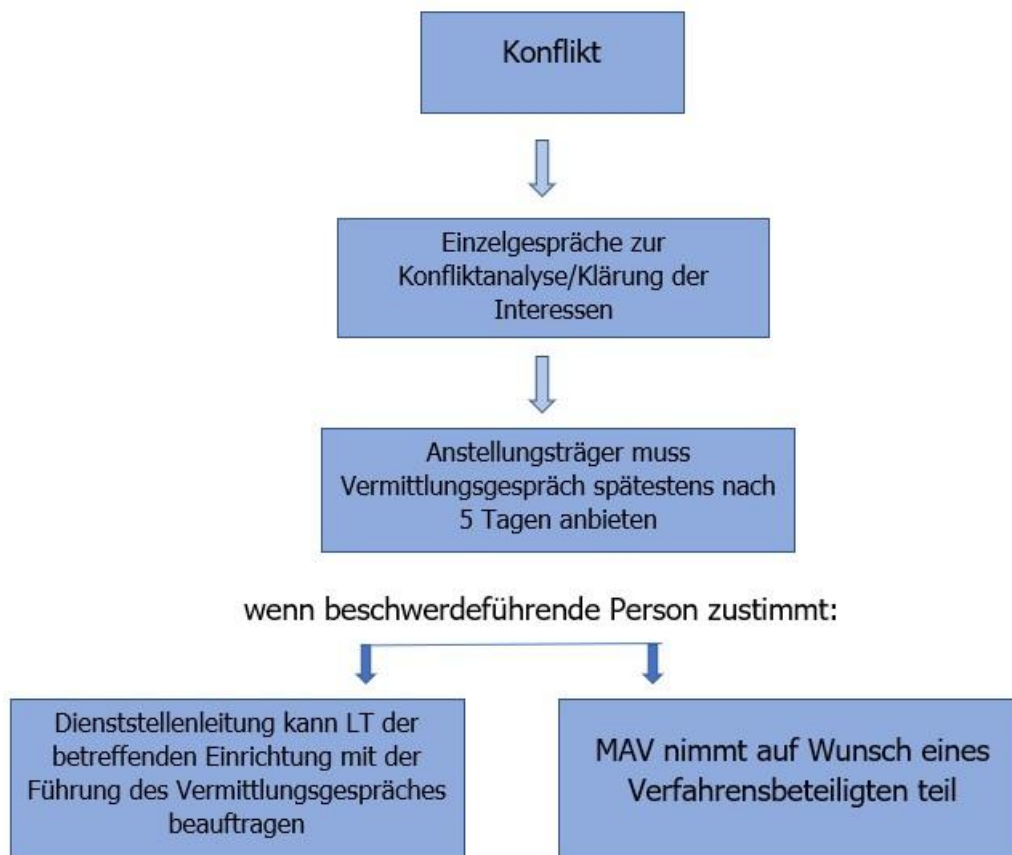 Konflikt
Einzelgespräche zur
Konfliktanalyse/Klärung der
Interessen
Anstellungsträger muss
Vermittlungsgespräch spätestens nach
5 Tagen anbieten
wenn beschwerdeführende Person zustimmt:
Dienststellenleitung kann LT der
betreffenden Einrichtung mit der
Führung des Vermittlungsgespräches
beauftragen
MAV nimmt auf Wunsch eines
Verfahrensbeteiligten teil